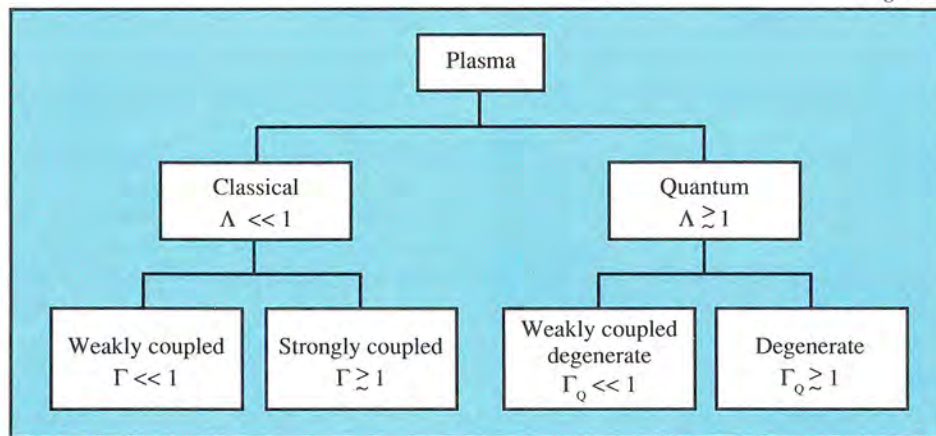 Plasma
Classical
Λ << 1
Quantum
Λ ≳ 1
Weakly coupled
Γ << 1
Strongly coupled
Γ ≳ 1
Weakly coupled
degenerate
Γ_Q << 1
Degenerate
Γ_Q ≳ 1